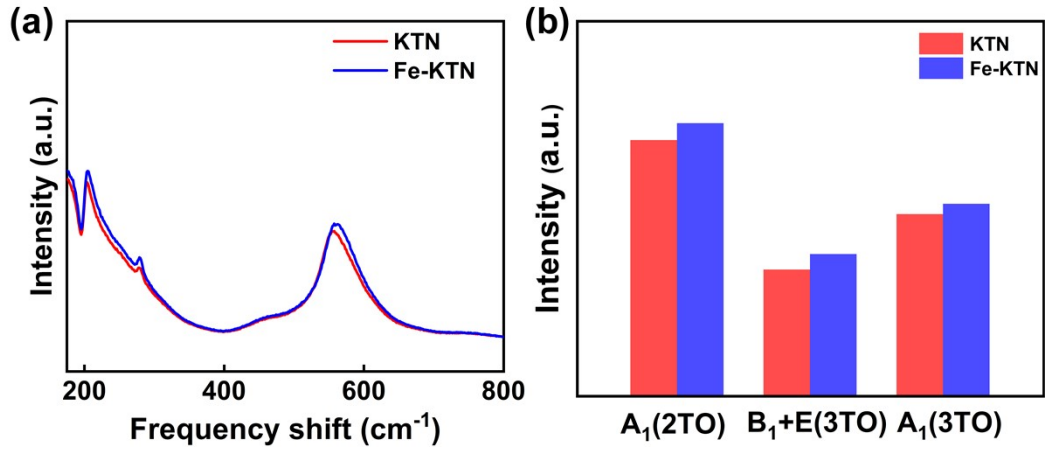 (a)
KTN
Fe-KTN
Intensity (a.u.)
200 400 600 800
Frequency shift (cm⁻¹)
(b)
KTN
Fe-KTN
Intensity (a.u.)
A₁(2TO) B₁+E(3TO) A₁(3TO)